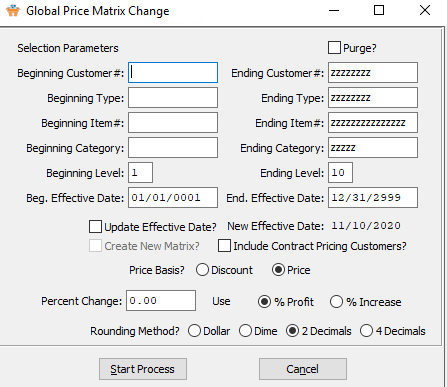 Global Price Matrix Change
Selection Parameters Purge?
Beginning Customer#: Ending Customer#: zzzzzzzz
Beginning Type: Ending Type: zzzzzzzz
Beginning Item#: Ending Item#: zzzzzzzzzzzzzzz
Beginning Category: Ending Category: zzzzz
Beginning Level: 1 Ending Level: 10
Beg. Effective Date: 01/01/0001 End. Effective Date: 12/31/2999
Update Effective Date? New Effective Date: 11/10/2020
Create New Matrix? Include Contract Pricing Customers?
Price Basis? Discount Price
Percent Change: 0.00 Use % Profit % Increase
Rounding Method? Dollar Dime 2 Decimals 4 Decimals
Start Process Cancel